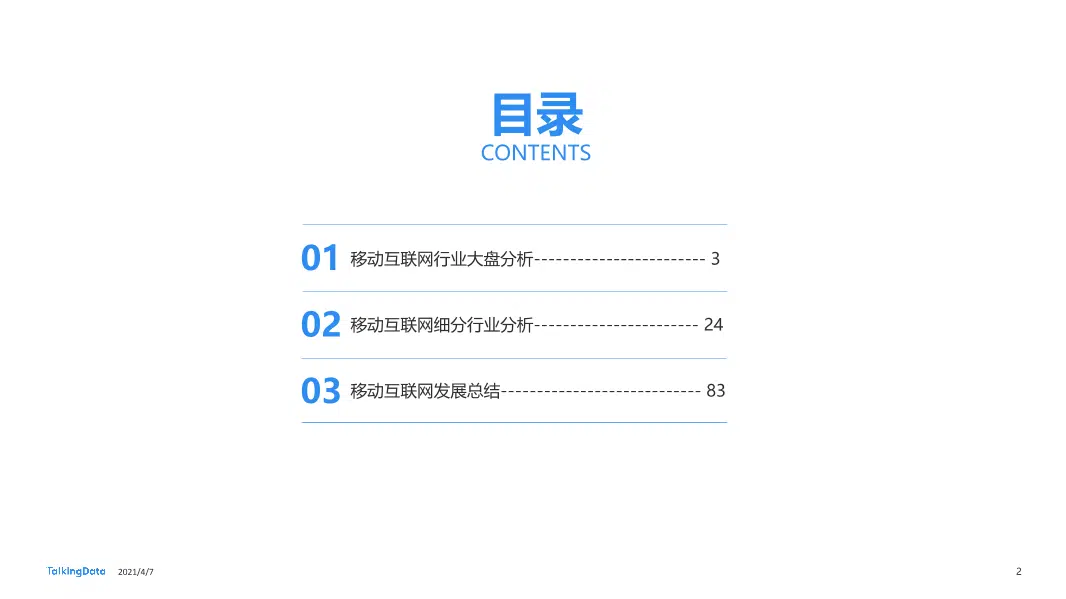 目录
CONTENTS
01 移动互联网行业大盘分析------------------------ 3
02 移动互联网细分行业分析----------------------- 24
03 移动互联网发展总结---------------------------- 83
TalkingData 2021/4/7 2